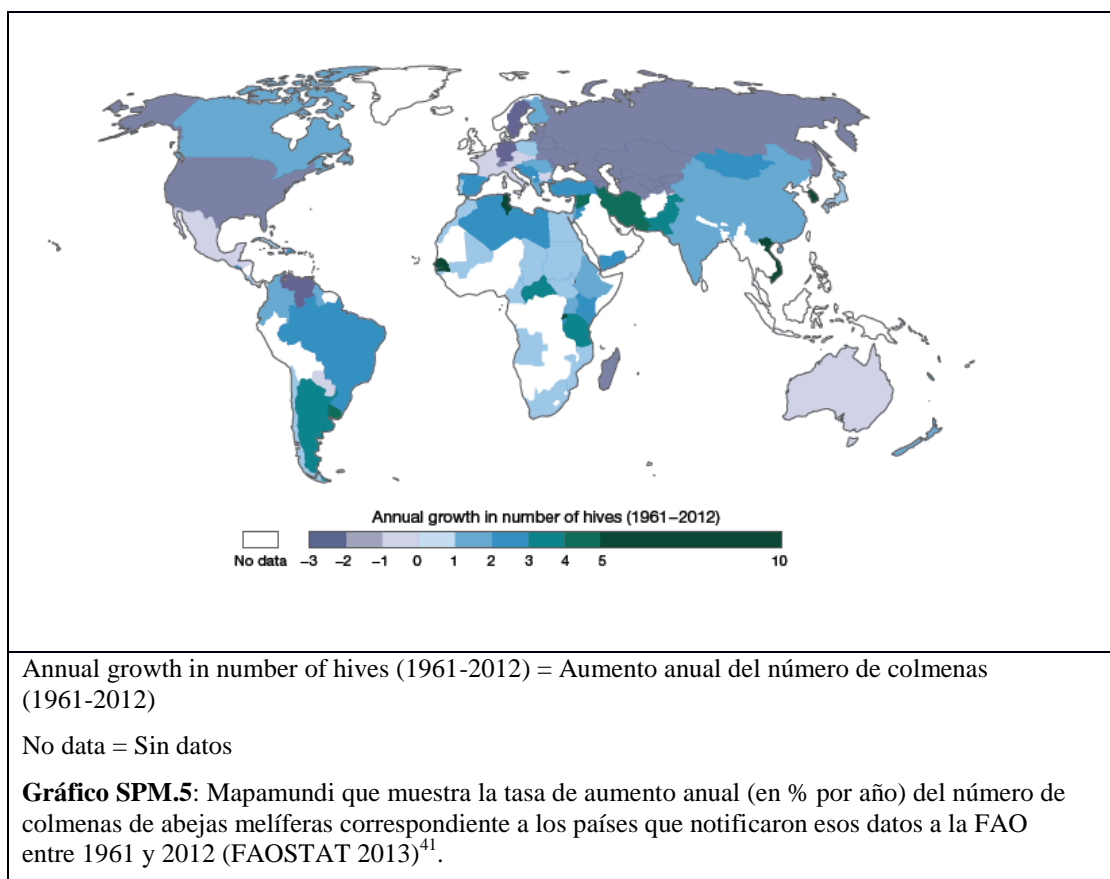 Annual growth in number of hives (1961–2012)
No data –3 –2 –1 0 1 2 3 4 5 10
Annual growth in number of hives (1961-2012) = Aumento anual del número de colmenas
(1961-2012)
No data = Sin datos
Gráfico SPM.5: Mapamundi que muestra la tasa de aumento anual (en % por año) del número de
colmenas de abejas melíferas correspondiente a los países que notificaron esos datos a la FAO
entre 1961 y 2012 (FAOSTAT 2013)41.